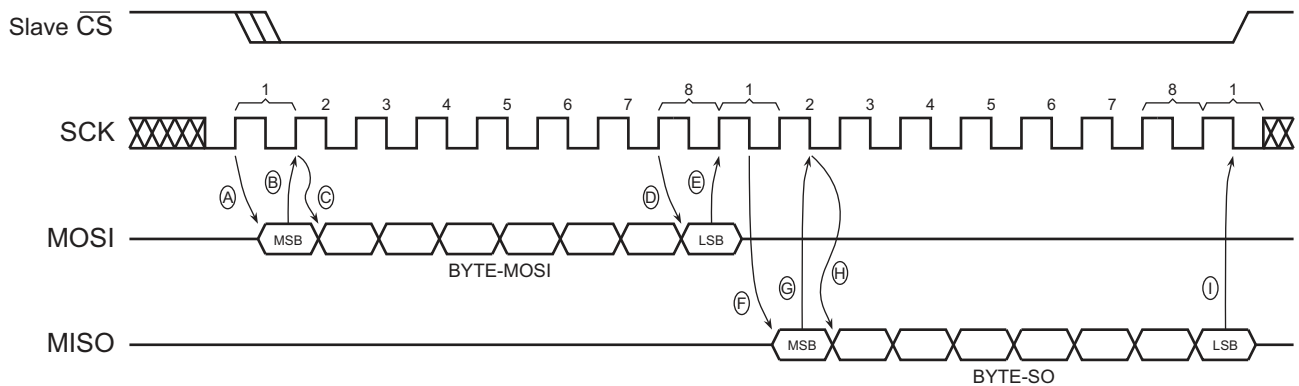 Slave CS
1 8 1 8 1
2 3 4 5 6 7 2 3 4 5 6 7
SCK
A B C D E
MOSI MSB LSB
BYTE-MOSI
F G H I
MISO MSB LSB
BYTE-SO